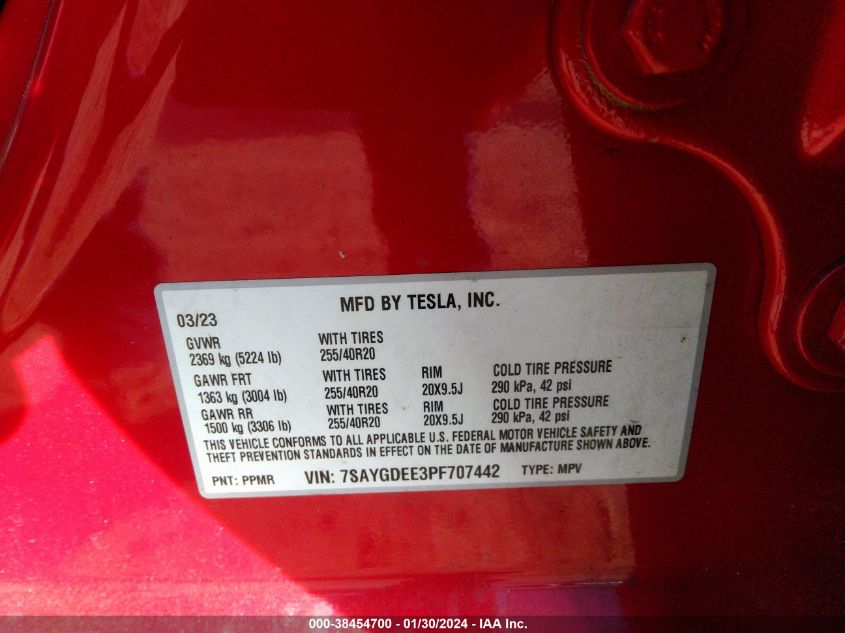 MFD BY TESLA, INC.
03/23
GVWR WITH TIRES
2369 kg (5224 lb) 255/40R20
GAWR FRT WITH TIRES RIM COLD TIRE PRESSURE
1363 kg (3004 lb) 255/40R20 20X9.5J 290 kPa, 42 psi
GAWR RR WITH TIRES RIM COLD TIRE PRESSURE
1500 kg (3306 lb) 255/40R20 20X9.5J 290 kPa, 42 psi
THIS VEHICLE CONFORMS TO ALL APPLICABLE U.S. FEDERAL MOTOR VEHICLE SAFETY AND
THEFT PREVENTION STANDARDS IN EFFECT ON THE DATE OF MANUFACTURE SHOWN ABOVE.
PNT: PPMR VIN: 7SAYGDEE3PF707442 TYPE: MPV
000-38454700 - 01/30/2024 - IAA Inc.